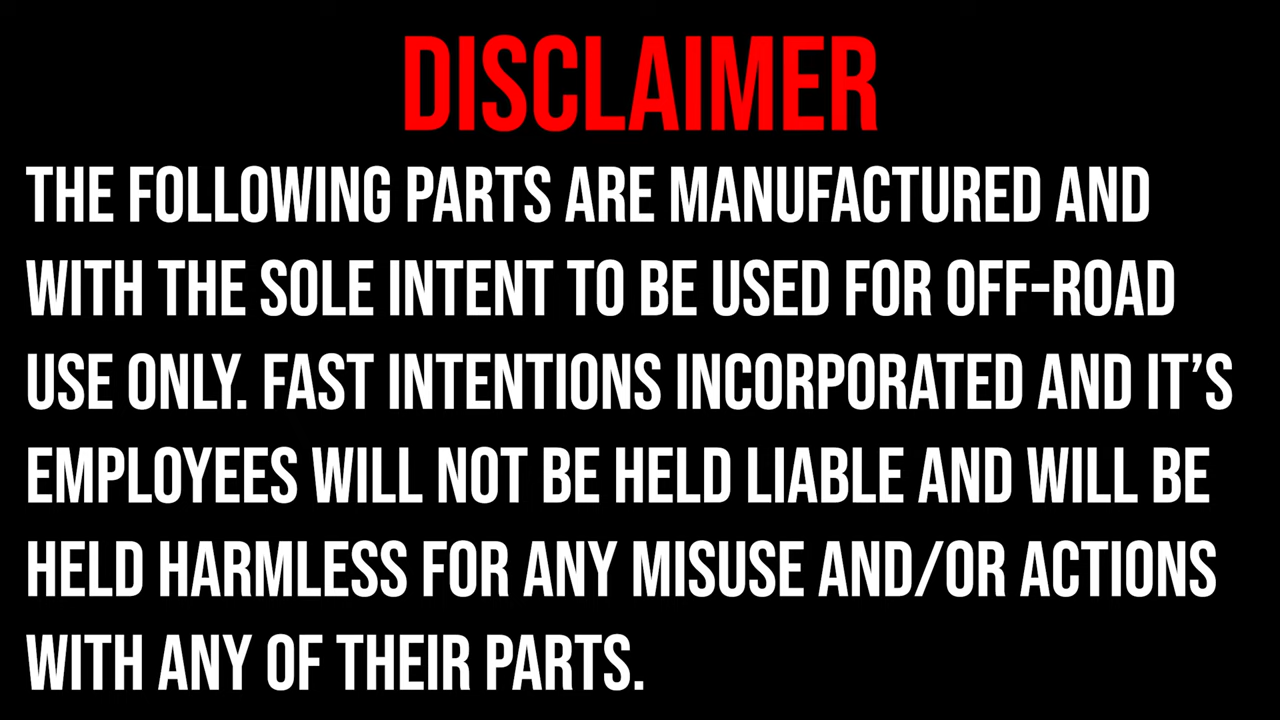 DISCLAIMER
THE FOLLOWING PARTS ARE MANUFACTURED AND
WITH THE SOLE INTENT TO BE USED FOR OFF-ROAD
USE ONLY. FAST INTENTIONS INCORPORATED AND IT’S
EMPLOYEES WILL NOT BE HELD LIABLE AND WILL BE
HELD HARMLESS FOR ANY MISUSE AND/OR ACTIONS
WITH ANY OF THEIR PARTS.